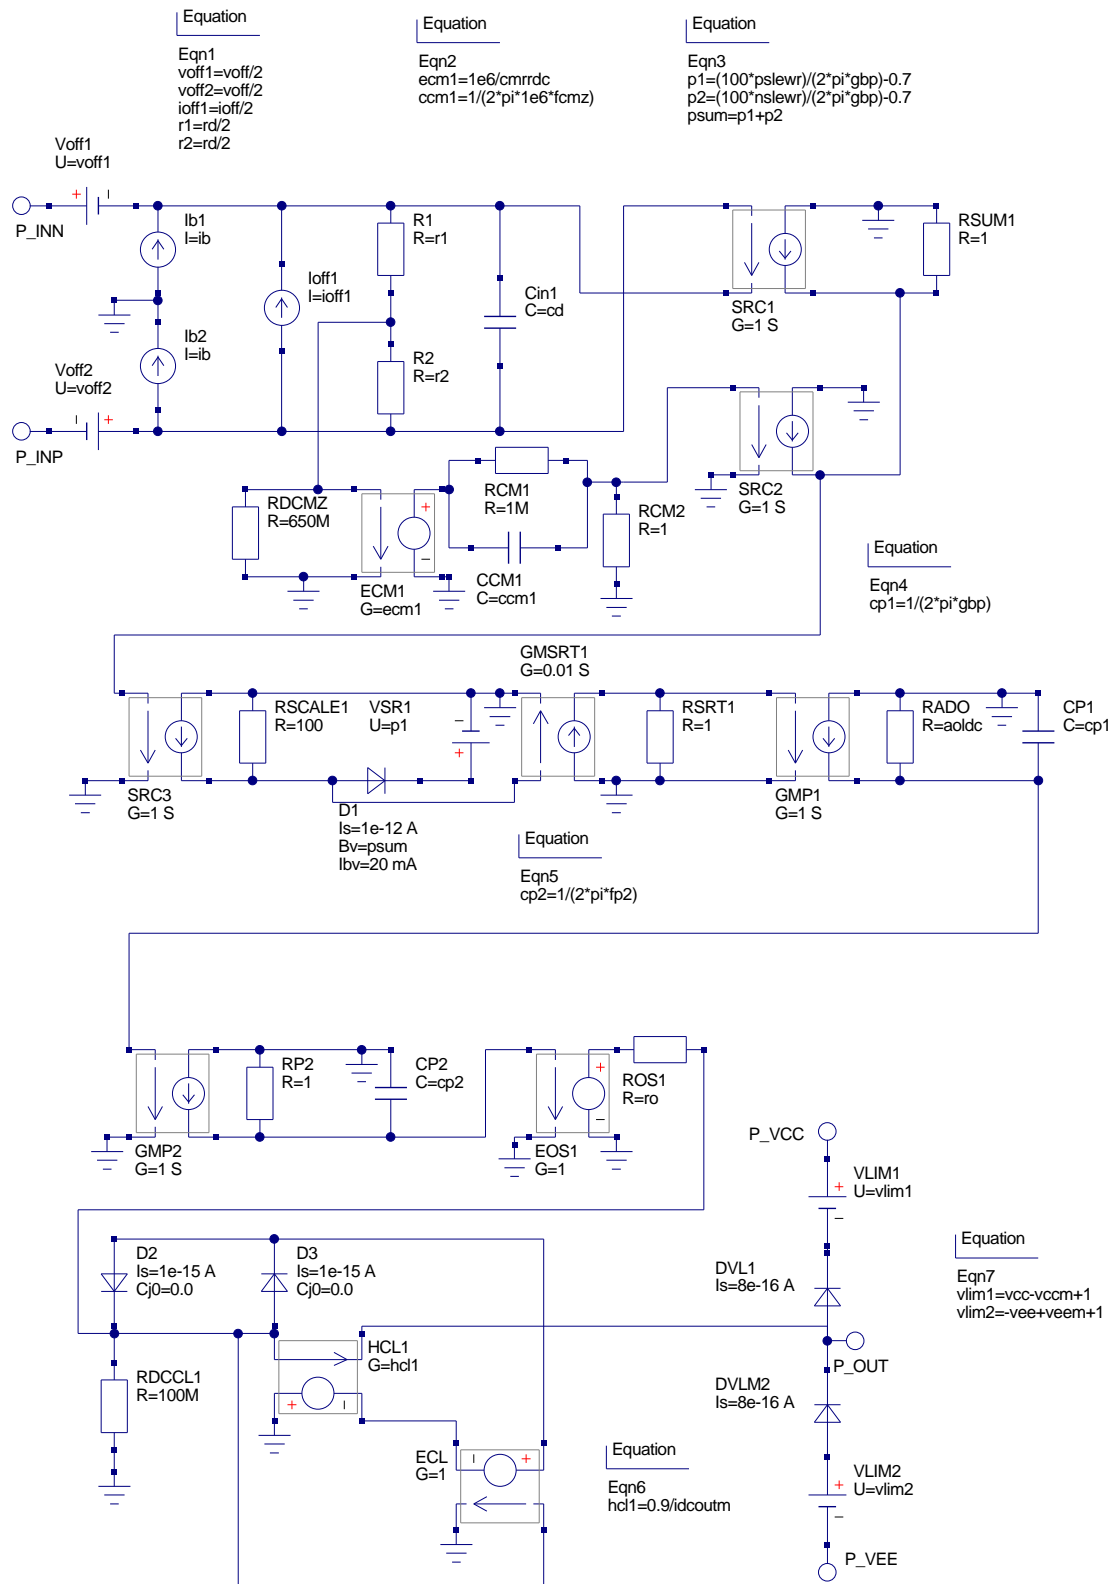 Equation
Eqn1
voff1=voff/2
voff2=voff/2
ioff1=ioff/2
r1=rd/2
r2=rd/2
Equation
Eqn2
ecm1=1e6/cmrrdc
ccm1=1/(2*pi*1e6*fcmz)
Equation
Eqn3
p1=(100*pslewr)/(2*pi*gbp)-0.7
p2=(100*nslewr)/(2*pi*gbp)-0.7
psum=p1+p2
Voff1
U=voff1
+
–
P_INN
Ib1
I=ib
Ioff1
I=ioff1
R1
R=r1
Cin1
C=cd
SRC1
G=1 S
RSUM1
R=1
Ib2
I=ib
R2
R=r2
Voff2
U=voff2
–
+
P_INP
SRC2
G=1 S
RDCMZ
R=650M
+
–
ECM1
G=ecm1
RCM1
R=1M
CCM1
C=ccm1
RCM2
R=1
Equation
Eqn4
cp1=1/(2*pi*gbp)
GMSRT1
G=0.01 S
SRC3
G=1 S
RSCALE1
R=100
VSR1
U=p1
–
+
RSRT1
R=1
GMP1
G=1 S
RADO
R=aoldc
CP1
C=cp1
D1
Is=1e-12 A
Bv=psum
Ibv=20 mA
Equation
Eqn5
cp2=1/(2*pi*fp2)
GMP2
G=1 S
RP2
R=1
CP2
C=cp2
+
–
EOS1
G=1
ROS1
R=ro
P_VCC
+
–
VLIM1
U=vlim1
D2
Is=1e-15 A
Cj0=0.0
D3
Is=1e-15 A
Cj0=0.0
DVL1
Is=8e-16 A
Equation
Eqn7
vlim1=vcc-vccm+1
vlim2=-vee+veem+1
HCL1
G=hcl1
+
–
P_OUT
RDCCL1
R=100M
DVLM2
Is=8e-16 A
ECL
G=1
–
+
Equation
Eqn6
hcl1=0.9/idcoutm
+
–
VLIM2
U=vlim2
P_VEE